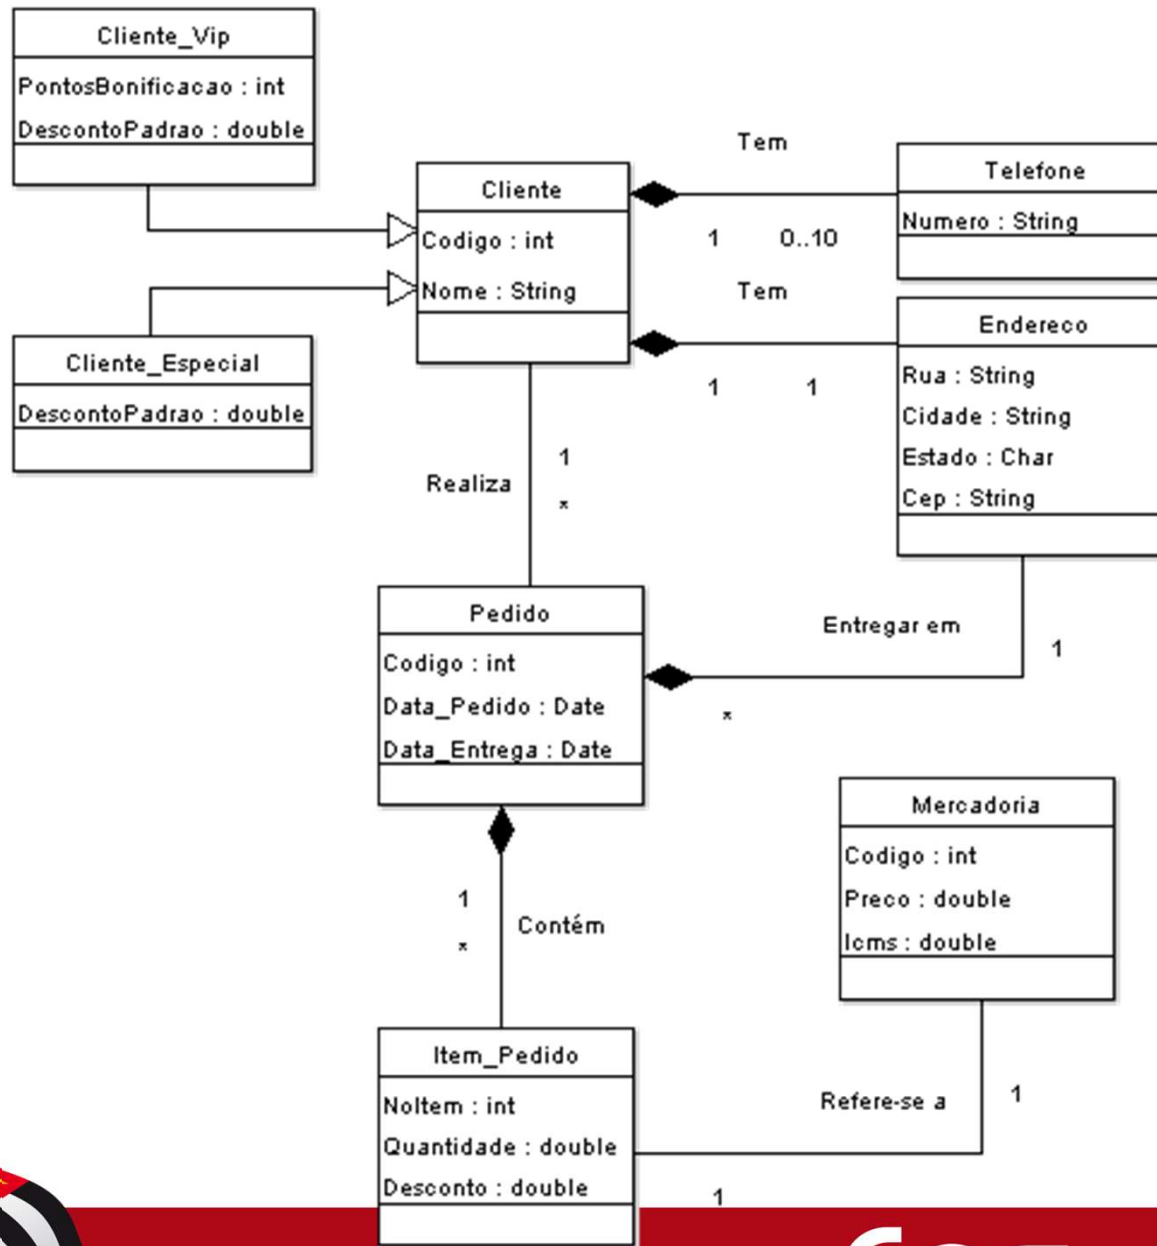 Cliente_Vip
PontosBonificacao : int
DescontoPadrao : double
Cliente
Codigo : int
Nome : String
Tem
1 0..10
Telefone
Numero : String
Tem
1 1
Endereco
Rua : String
Cidade : String
Estado : Char
Cep : String
Cliente_Especial
DescontoPadrao : double
Realiza
1
*
Pedido
Codigo : int
Data_Pedido : Date
Data_Entrega : Date
Entregar em
1
*
Mercadoria
Codigo : int
Preco : double
Icms : double
1
*
Contém
Item_Pedido
NoItem : int
Quantidade : double
Desconto : double
Refere-se a
1
1